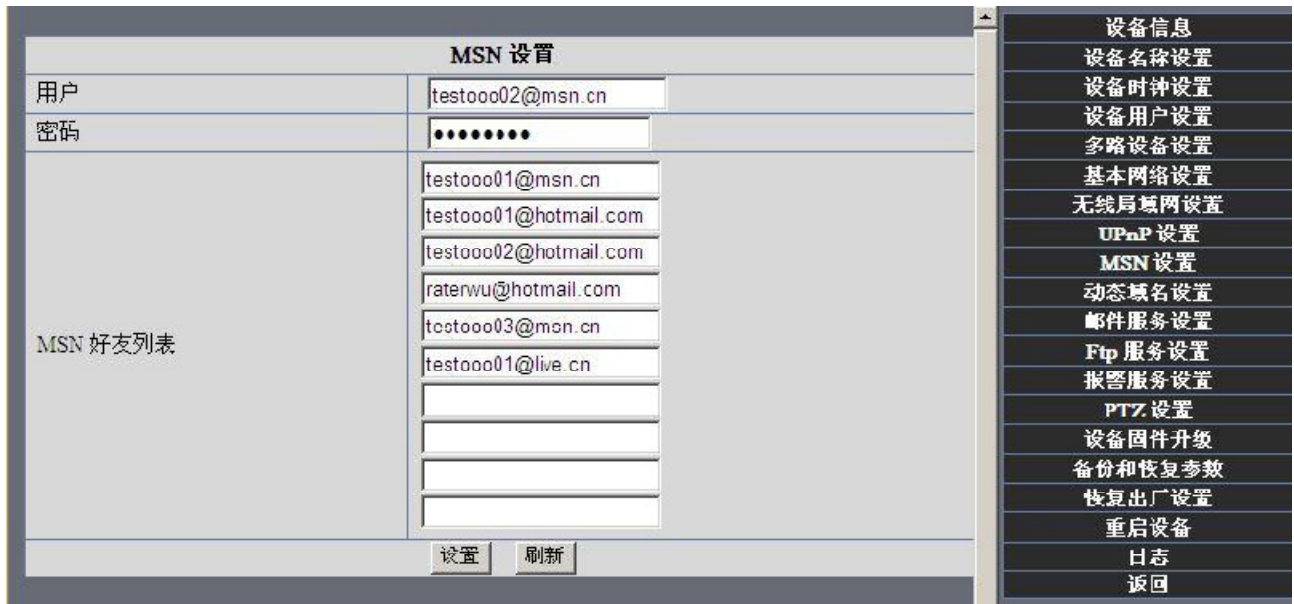 MSN 设置
用户
testooo02@msn.cn
密码
••••••••
MSN 好友列表
testooo01@msn.cn
testooo01@hotmail.com
testooo02@hotmail.com
raterwu@hotmail.com
testooo03@msn.cn
testooo01@live.cn
设置 刷新
设备信息
设备名称设置
设备时钟设置
设备用户设置
多路设备设置
基本网络设置
无线局域网设置
UPnP 设置
MSN 设置
动态域名设置
邮件服务设置
Ftp 服务设置
报警服务设置
PTZ 设置
设备固件升级
备份和恢复参数
恢复出厂设置
重启设备
日志
返回